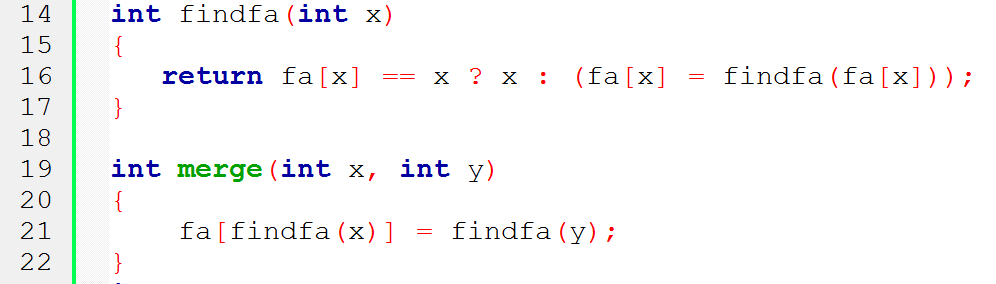 14 int findfa(int x)
15 {
16 return fa[x] == x ? x : (fa[x] = findfa(fa[x]));
17 }
18
19 int merge(int x, int y)
20 {
21 fa[findfa(x)] = findfa(y);
22 }